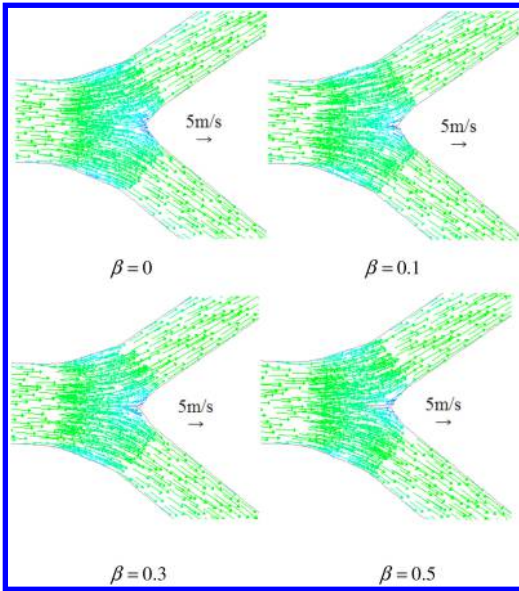 5m/s
→
5m/s
→
β = 0
β = 0.1
5m/s
→
5m/s
→
β = 0.3
β = 0.5